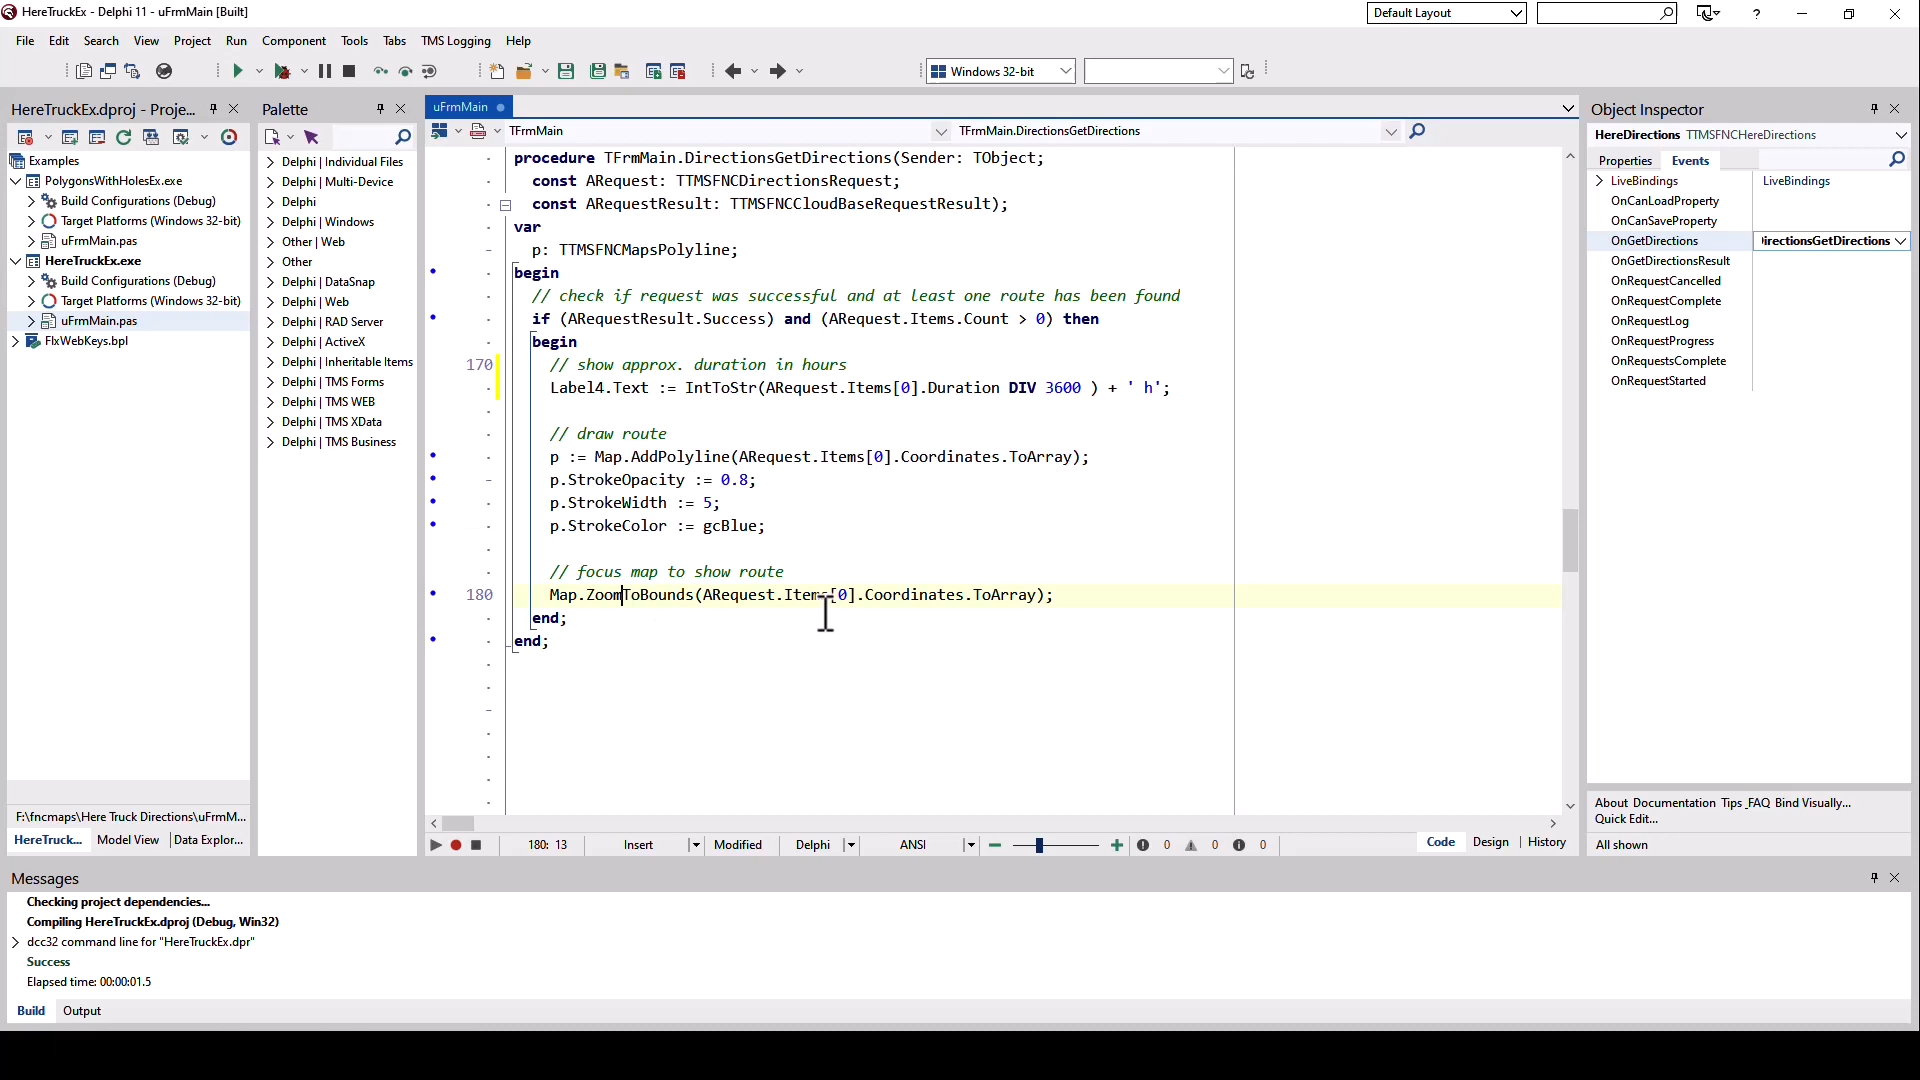 HereTruckEx - Delphi 11 - uFrmMain [Built]
Default Layout
?
File Edit Search View Project Run Component Tools Tabs TMS Logging Help
Windows 32-bit
HereTruckEx.dproj - Proje...
Examples
PolygonsWithHolesEx.exe
Build Configurations (Debug)
Target Platforms (Windows 32-bit)
uFrmMain.pas
HereTruckEx.exe
Build Configurations (Debug)
Target Platforms (Windows 32-bit)
uFrmMain.pas
FlxWebKeys.bpl
F:\fncmaps\Here Truck Directions\uFrmM...
HereTruck... Model View Data Explor...
Palette
Delphi | Individual Files
Delphi | Multi-Device
Delphi
Delphi | Windows
Other | Web
Other
Delphi | DataSnap
Delphi | Web
Delphi | RAD Server
Delphi | ActiveX
Delphi | Inheritable Items
Delphi | TMS Forms
Delphi | TMS WEB
Delphi | TMS XData
Delphi | TMS Business
uFrmMain
TFrmMain TFrmMain.DirectionsGetDirections
procedure TFrmMain.DirectionsGetDirections(Sender: TObject;
const ARequest: TTMSFNCDirectionsRequest;
const ARequestResult: TTMSFNCCloudBaseRequestResult);
var
p: TTMSFNCMapsPolyline;
begin
// check if request was successful and at least one route has been found
if (ARequestResult.Success) and (ARequest.Items.Count > 0) then
begin
170 // show approx. duration in hours
Label4.Text := IntToStr(ARequest.Items[0].Duration DIV 3600 ) + ' h';
// draw route
p := Map.AddPolyline(ARequest.Items[0].Coordinates.ToArray);
p.StrokeOpacity := 0.8;
p.StrokeWidth := 5;
p.StrokeColor := gcBlue;
// focus map to show route
180 Map.ZoomToBounds(ARequest.Items[0].Coordinates.ToArray);
end;
end;
180: 13 Insert Modified Delphi ANSI 0 0 0 Code Design History
Object Inspector
HereDirections TTMSFNCHereDirections
Properties Events
LiveBindings LiveBindings
OnCanLoadProperty
OnCanSaveProperty
OnGetDirections DirectionsGetDirections
OnGetDirectionsResult
OnRequestCancelled
OnRequestComplete
OnRequestLog
OnRequestProgress
OnRequestsComplete
OnRequestStarted
About Documentation Tips_FAQ Bind Visually...
Quick Edit...
All shown
Messages
Checking project dependencies...
Compiling HereTruckEx.dproj (Debug, Win32)
dcc32 command line for "HereTruckEx.dpr"
Success
Elapsed time: 00:00:01.5
Build Output